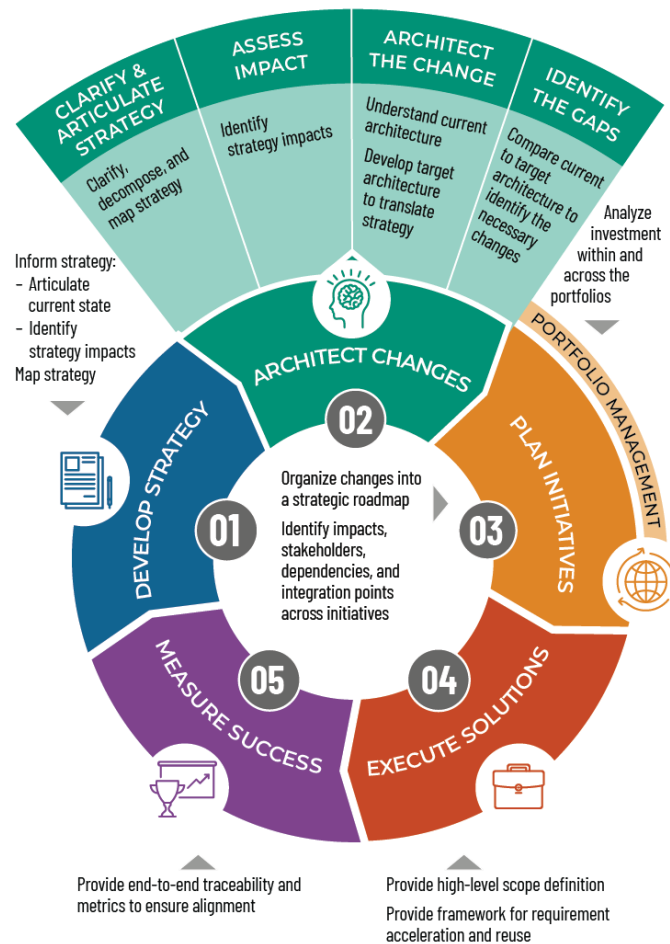 CLARIFY &
ARTICULATE
STRATEGY
Clarify,
decompose, and
map strategy
ASSESS
IMPACT
Identify
strategy impacts
ARCHITECT
THE CHANGE
Understand current
architecture
Develop target
architecture
to translate
strategy
IDENTIFY
THE GAPS
Compare current
to target
architecture to
identify the
necessary
changes
Analyze
investment
within and
across the
portfolios
Inform strategy:
– Articulate
current state
– Identify
strategy impacts
Map strategy
PORTFOLIO MANAGEMENT
DEVELOP STRATEGY
01
ARCHITECT CHANGES
02
PLAN INITIATIVES
03
Organize changes into
a strategic roadmap
Identify impacts,
stakeholders,
dependencies, and
integration points
across initiatives
EXECUTE SOLUTIONS
04
MEASURE SUCCESS
05
Provide end-to-end traceability and
metrics to ensure alignment
Provide high-level scope definition
Provide framework for requirement
acceleration and reuse